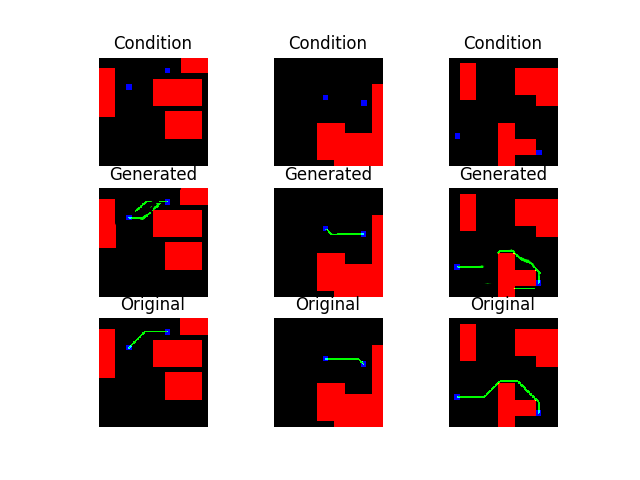 Condition Condition Condition
Generated Generated Generated
Original Original Original